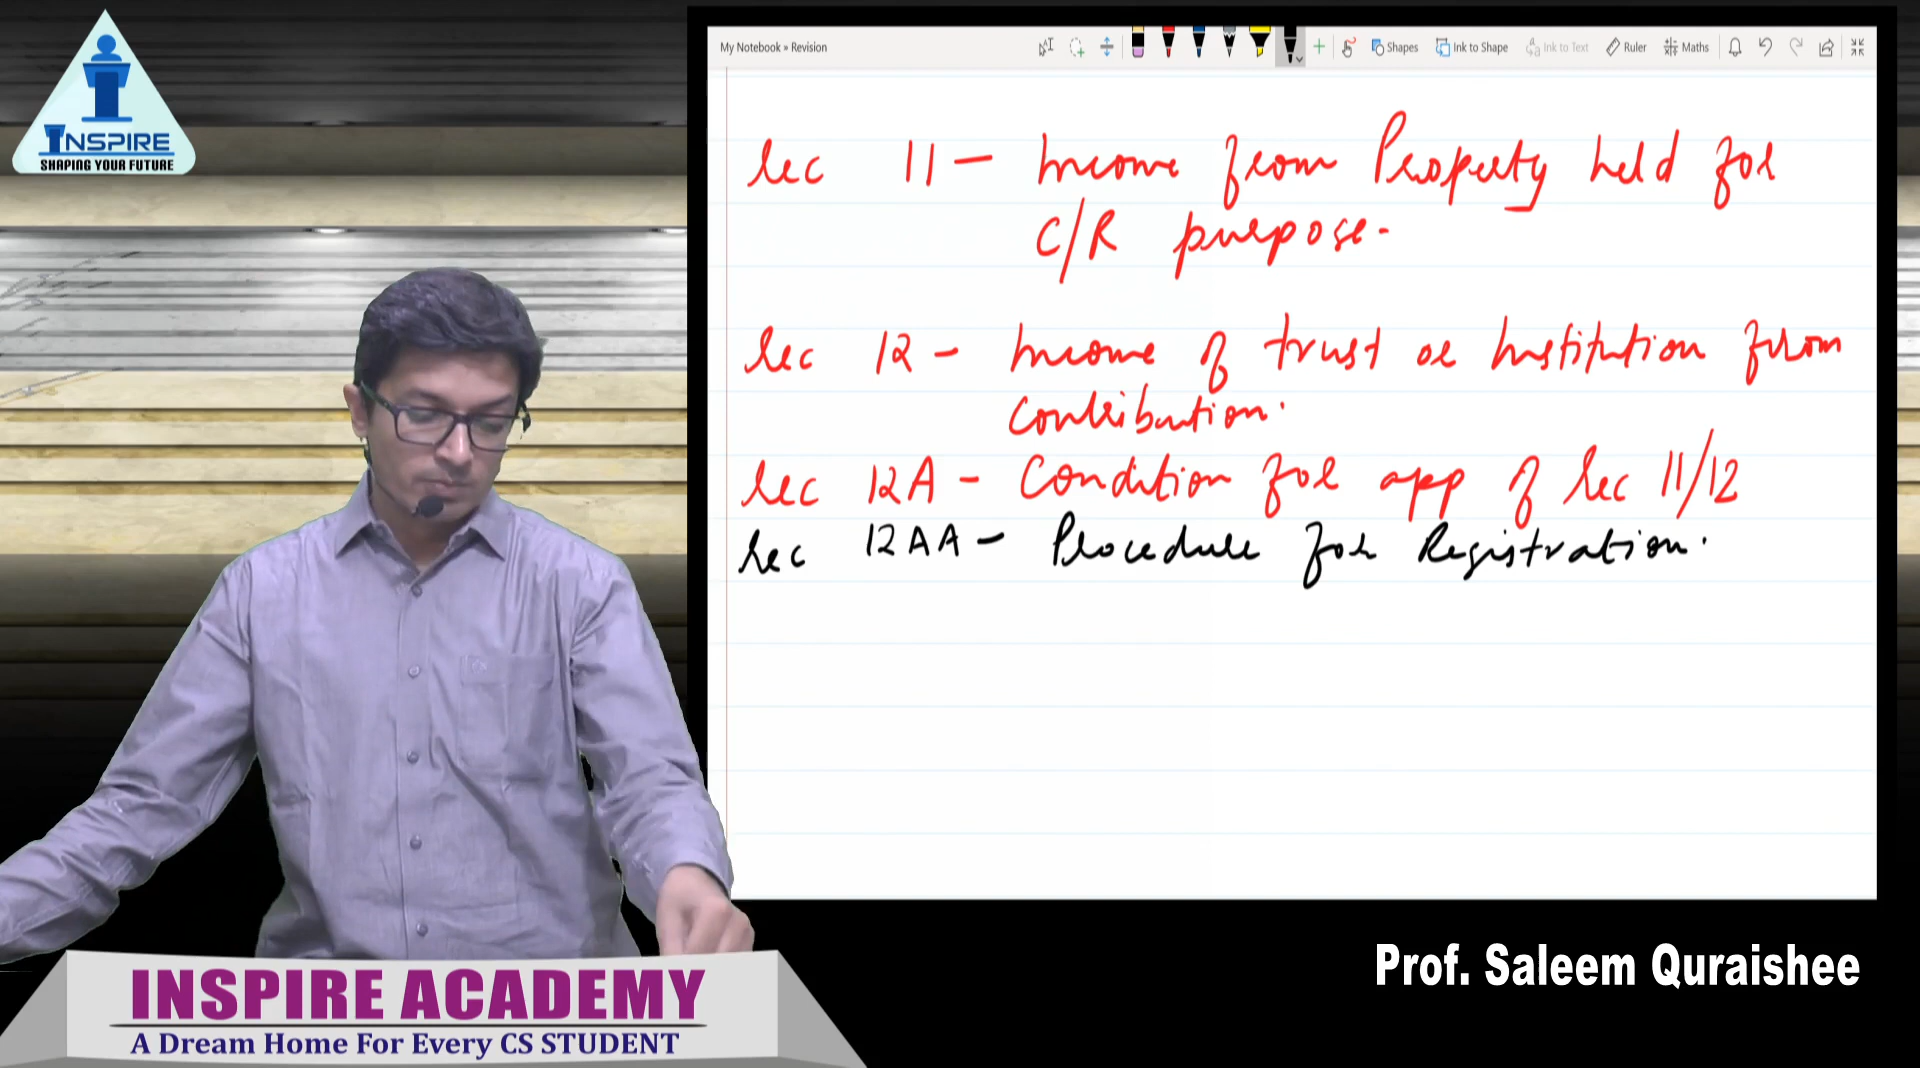 INSPIRE
SHAPING YOUR FUTURE
My Notebook » Revision
Shapes
Ink to Shape
Ink to Text
Ruler
Maths
Sec 11 - Income from Property held for
C/R purpose.
Sec 12 - Income of trust or Institution from
contribution.
Sec 12A - Condition for app of Sec 11/12
Sec 12AA - Procedure for Registration.
INSPIRE ACADEMY
A Dream Home For Every CS STUDENT
Prof. Saleem Quraishee